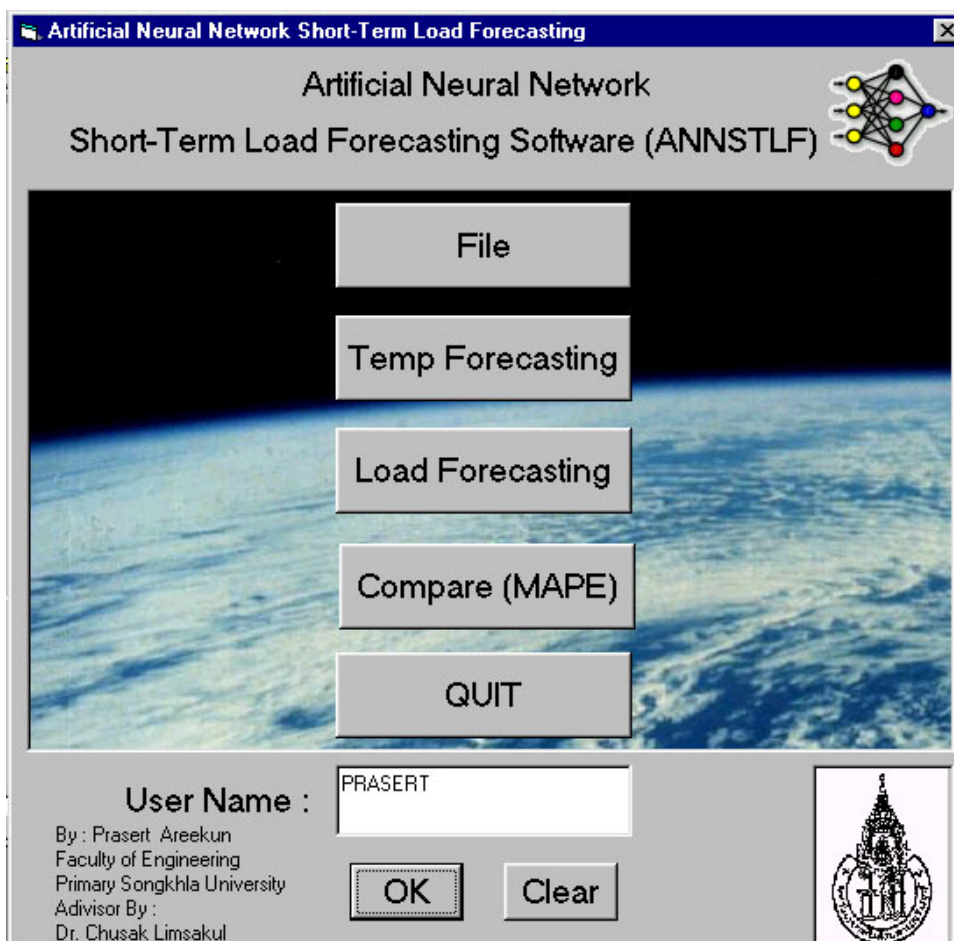 Artificial Neural Network Short-Term Load Forecasting
Artificial Neural Network
Short-Term Load Forecasting Software (ANNSTLF)
File
Temp Forecasting
Load Forecasting
Compare (MAPE)
QUIT
User Name :
PRASERT
By : Prasert Areekun
Faculty of Engineering
Primary Songkhla University
Adivisor By :
Dr. Chusak Limsakul
OK
Clear